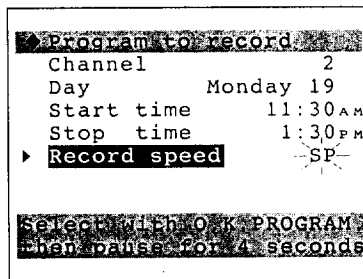 Program to record
Channel 2
Day Monday 19
Start time 11:30AM
Stop time 1:30PM
Record speed SP
Select with O.K. PROGRAM
then pause for 4 seconds